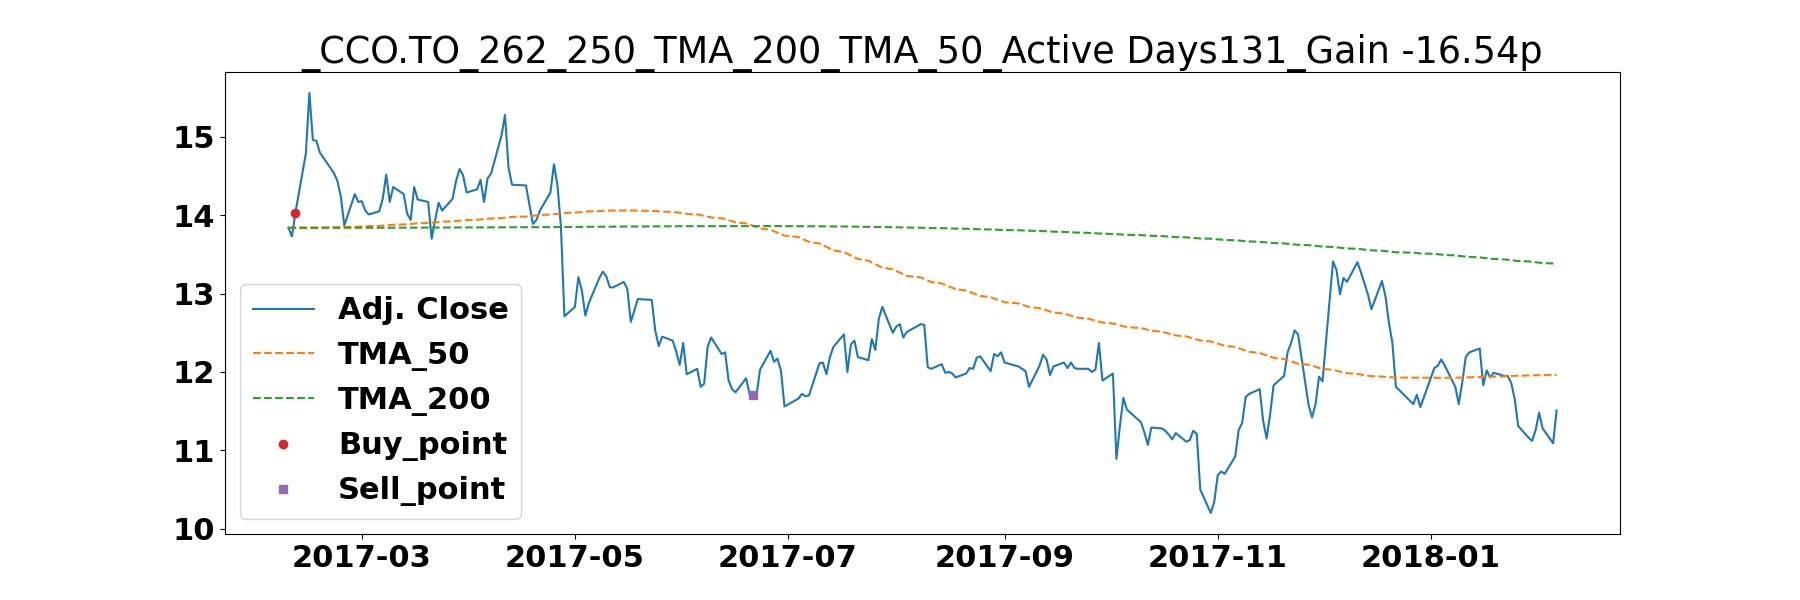 _CCO.TO_262_250_TMA_200_TMA_50_Active Days131_Gain -16.54p
15
14
13
12
11
10
Adj. Close
TMA_50
TMA_200
Buy_point
Sell_point
2017-03 2017-05 2017-07 2017-09 2017-11 2018-01